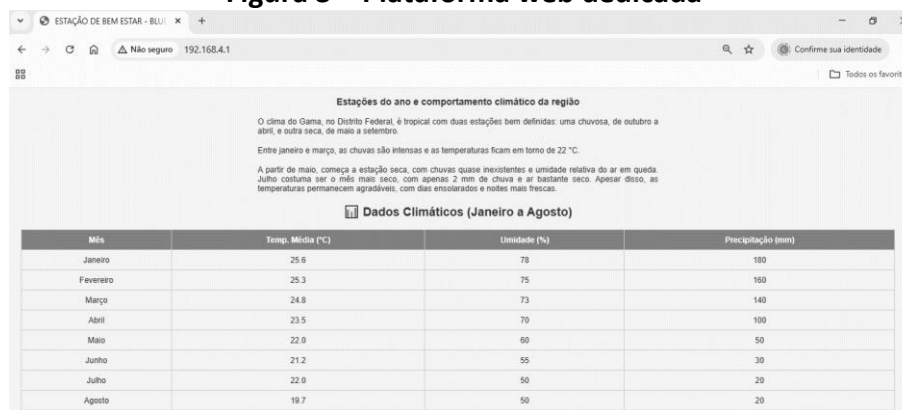 Figura 3 – Plataforma web dedicada
ESTAÇÃO DE BEM ESTAR - BLU
Não seguro 192.168.4.1
Confirme sua identidade
Todos os favorit
Estações do ano e comportamento climático da região
O clima do Gama, no Distrito Federal, é tropical com duas estações bem definidas: uma chuvosa, de outubro a
abril, e outra seca, de maio a setembro.
Entre janeiro e março, as chuvas são intensas e as temperaturas ficam em torno de 22 °C.
A partir de maio, começa a estação seca, com chuvas quase inexistentes e umidade relativa do ar em queda.
Julho costuma ser o mês mais seco, com apenas 2 mm de chuva e ar bastante seco. Apesar disso, as
temperaturas permanecem agradáveis, com dias ensolarados e noites mais frescas.
Dados Climáticos (Janeiro a Agosto)
Mês Temp. Média (°C) Umidade (%) Precipitação (mm)
Janeiro 25.6 78 180
Fevereiro 25.3 75 160
Março 24.8 73 140
Abril 23.5 70 100
Maio 22.0 60 50
Junho 21.2 55 30
Julho 22.0 50 20
Agosto 19.7 50 20